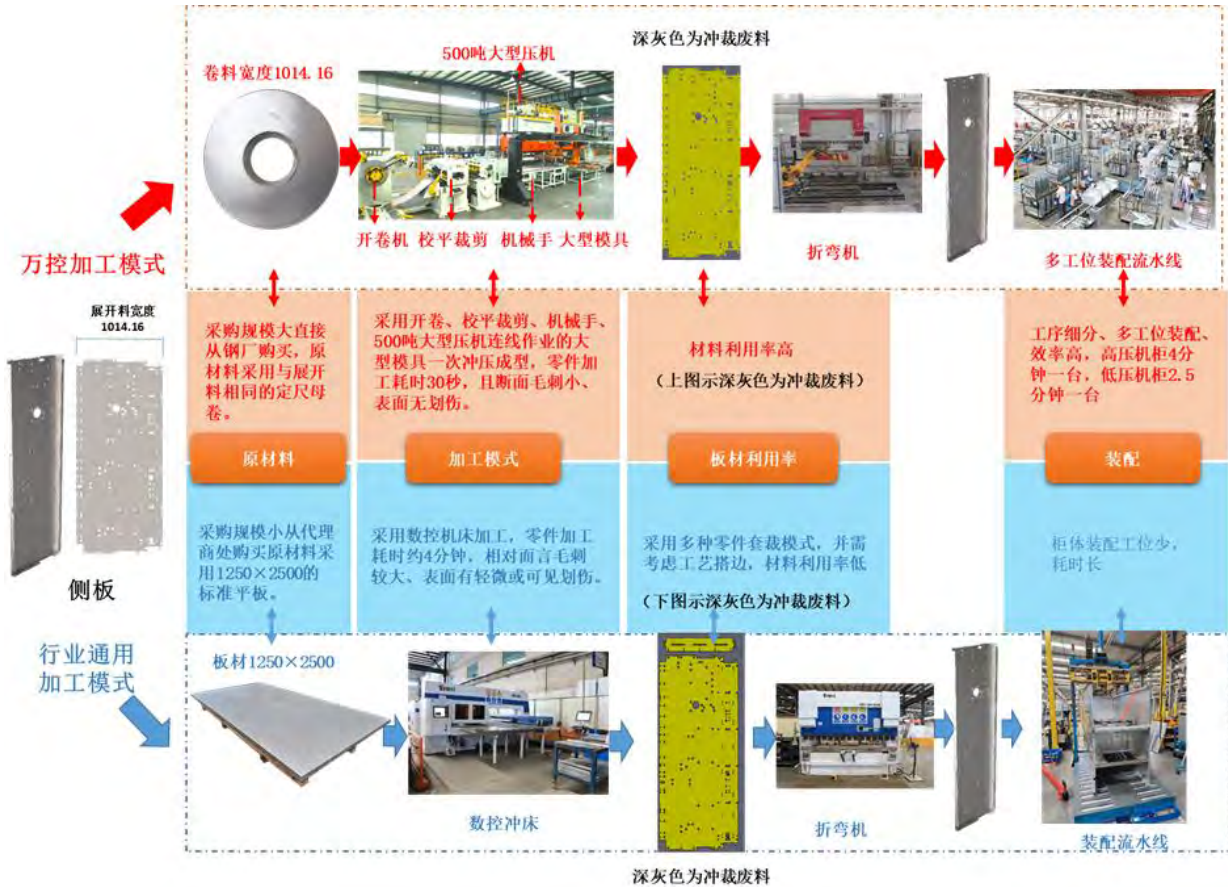 深灰色为冲裁废料
500吨大型压机
卷料宽度1014.16
开卷机 校平裁剪 机械手 大型模具
折弯机
多工位装配流水线
万控加工模式
展开料宽度
1014.16
侧板
采购规模大直接
从钢厂购买，原
材料采用与展开
料相同的定尺母
卷。
采用开卷、校平裁剪、机械手、
500吨大型压机连线作业的大
型模具一次冲压成型，零件加
工耗时30秒，且断面毛刺小、
表面无划伤。
材料利用率高
（上图示深灰色为冲裁废料）
工序细分、多工位装配、
效率高，高压机柜4分
钟一台，低压机柜2.5
分钟一台
原材料
加工模式
板材利用率
装配
采购规模小从代理
商处购买原材料采
用1250×2500的
标准平板。
采用数控机床加工，零件加工
耗时约4分钟，相对而言毛刺
较大、表面有轻微或可见划伤。
采用多种零件套裁模式，并需
考虑工艺搭边，材料利用率低
（下图示深灰色为冲裁废料）
柜体装配工位少，
耗时长
行业通用
加工模式
板材1250×2500
数控冲床
折弯机
装配流水线
深灰色为冲裁废料